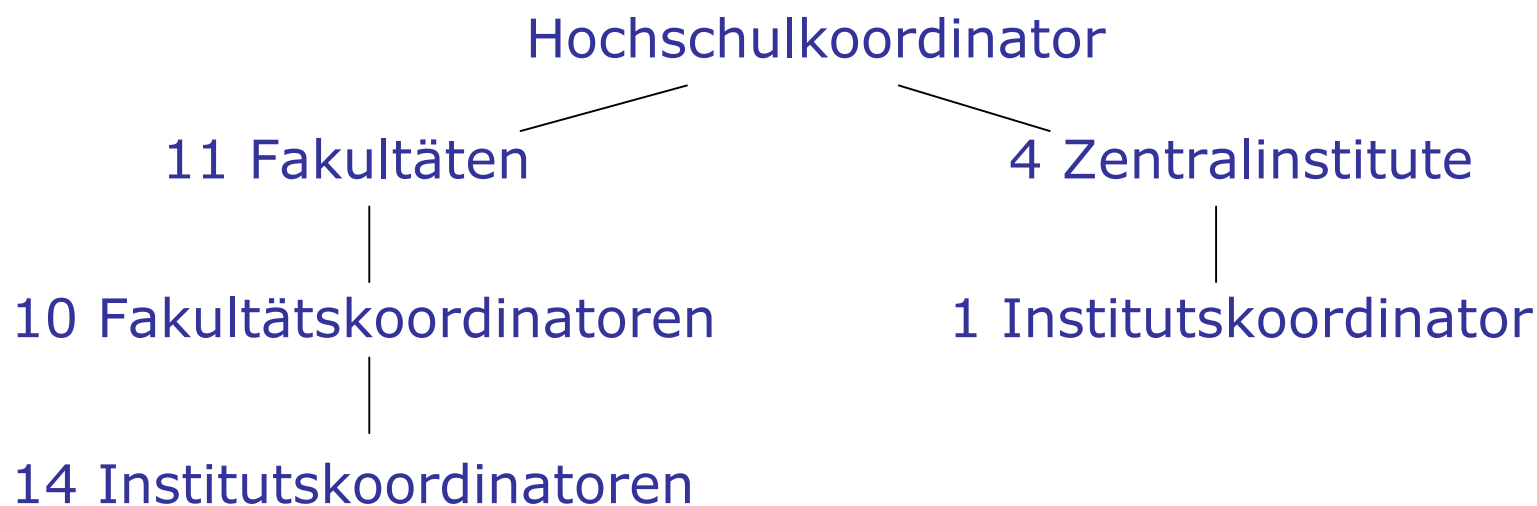 Hochschulkoordinator
11 Fakultäten
4 Zentralinstitute
10 Fakultätskoordinatoren
1 Institutskoordinator
14 Institutskoordinatoren